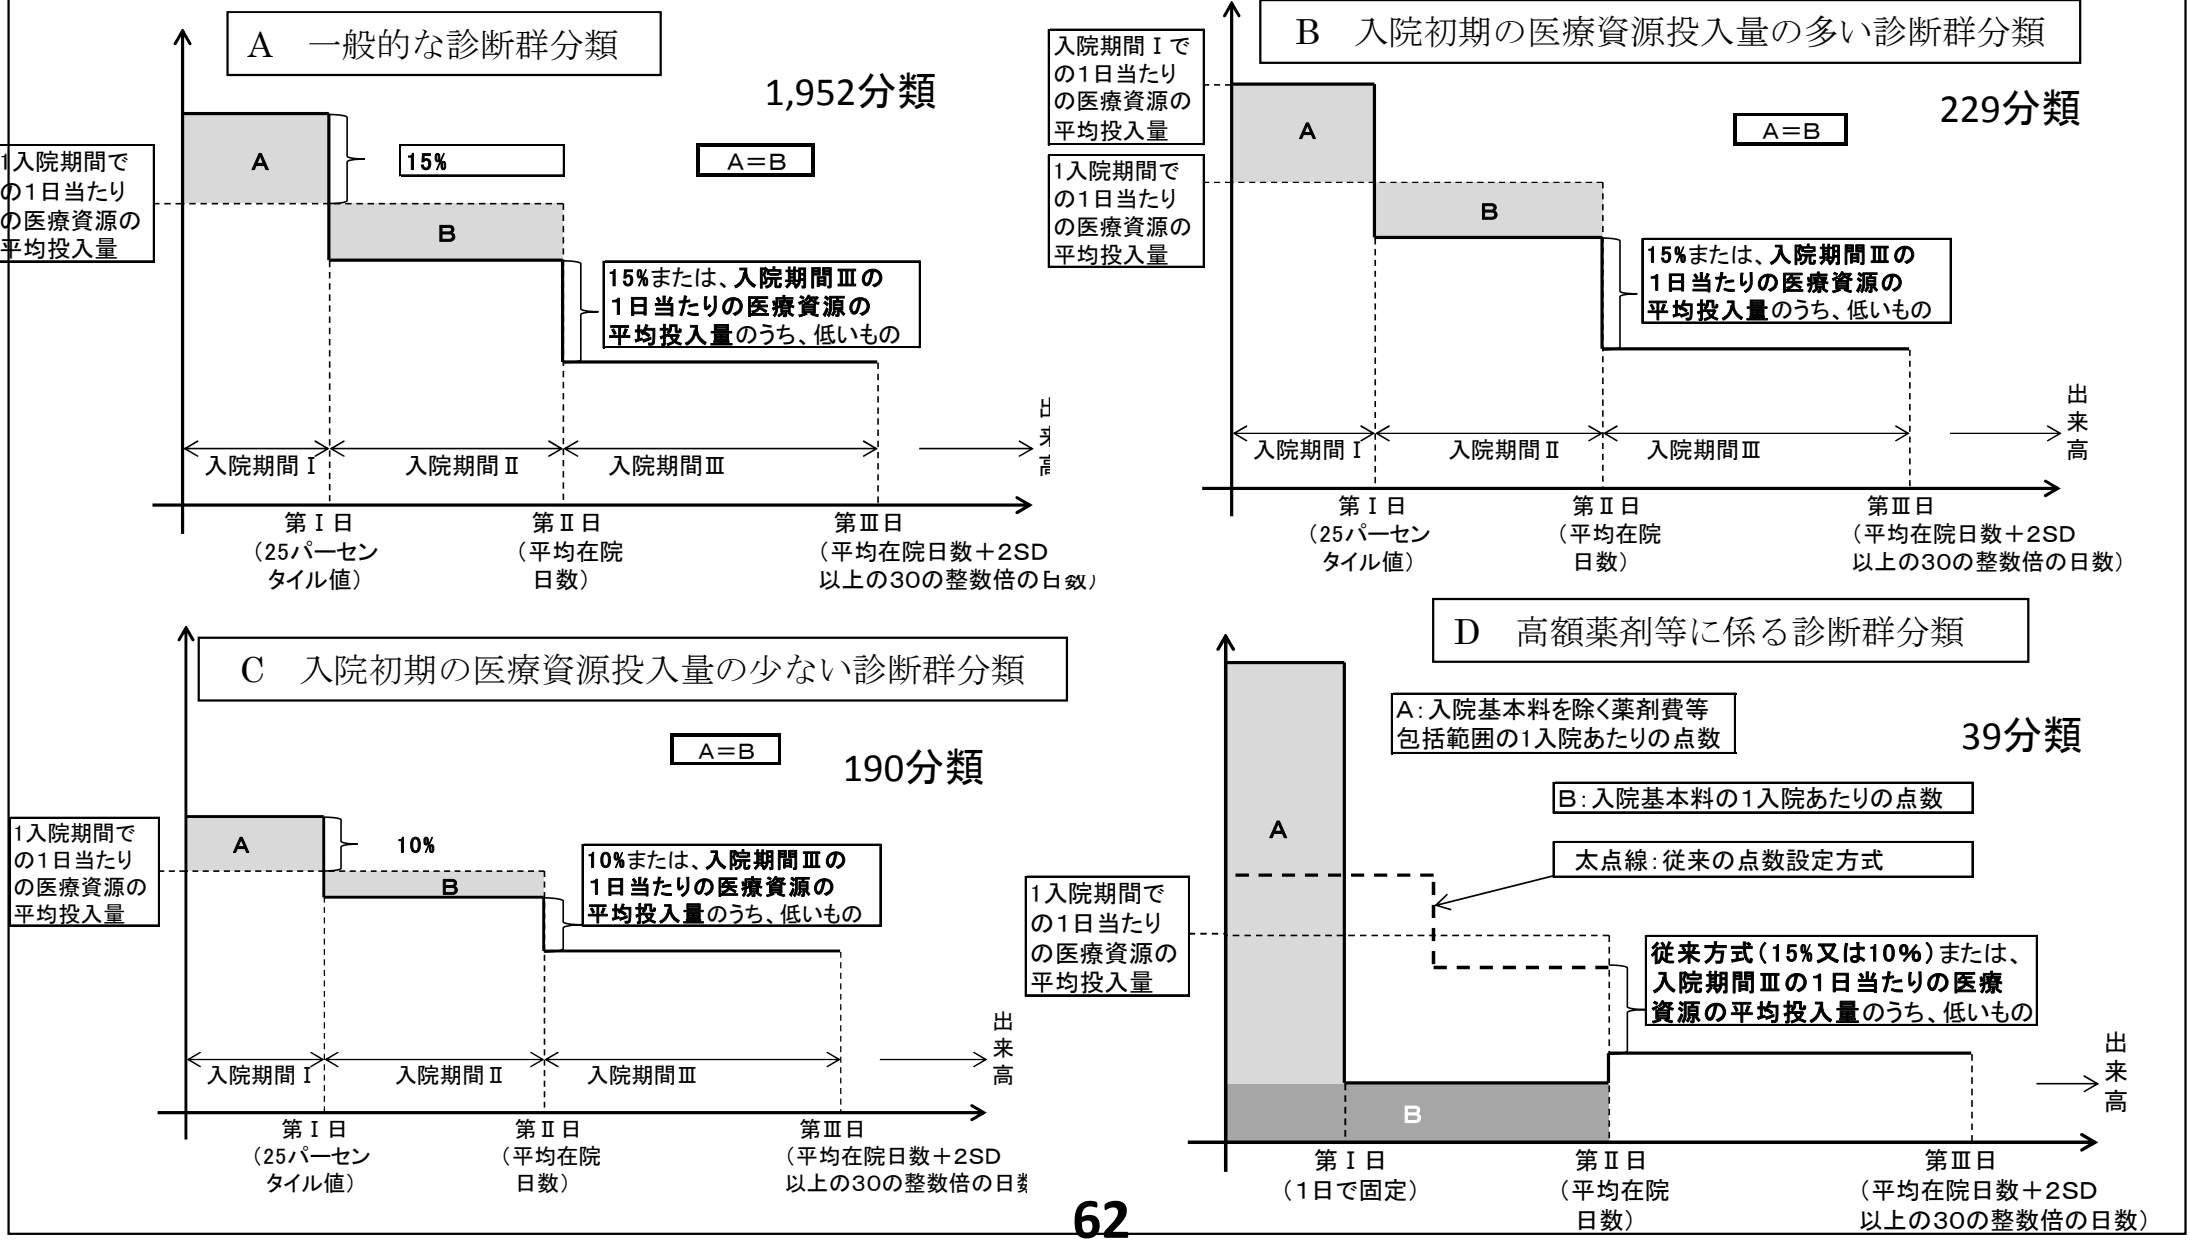 A　一般的な診断群分類
1,952分類
1入院期間で
の1日当たり
の医療資源の
平均投入量
A
15%
A＝B
B
15%または、入院期間Ⅲの
1日当たりの医療資源の
平均投入量のうち、低いもの
入院期間Ⅰ
入院期間Ⅱ
入院期間Ⅲ
出
来
高
第Ⅰ日
（25パーセン
タイル値）
第Ⅱ日
（平均在院
日数）
第Ⅲ日
（平均在院日数＋2SD
以上の30の整数倍の日数）
B　入院初期の医療資源投入量の多い診断群分類
229分類
入院期間Ⅰで
の1日当たり
の医療資源の
平均投入量
1入院期間で
の1日当たり
の医療資源の
平均投入量
A
A＝B
B
15%または、入院期間Ⅲの
1日当たりの医療資源の
平均投入量のうち、低いもの
入院期間Ⅰ
入院期間Ⅱ
入院期間Ⅲ
出
来
高
第Ⅰ日
（25パーセン
タイル値）
第Ⅱ日
（平均在院
日数）
第Ⅲ日
（平均在院日数＋2SD
以上の30の整数倍の日数）
C　入院初期の医療資源投入量の少ない診断群分類
A＝B
190分類
1入院期間で
の1日当たり
の医療資源の
平均投入量
A
10%
B
10%または、入院期間Ⅲの
1日当たりの医療資源の
平均投入量のうち、低いもの
入院期間Ⅰ
入院期間Ⅱ
入院期間Ⅲ
出
来
高
第Ⅰ日
（25パーセン
タイル値）
第Ⅱ日
（平均在院
日数）
第Ⅲ日
（平均在院日数＋2SD
以上の30の整数倍の日数
D　高額薬剤等に係る診断群分類
A：入院基本料を除く薬剤費等
包括範囲の1入院あたりの点数
39分類
B：入院基本料の1入院あたりの点数
太点線：従来の点数設定方式
A
1入院期間で
の1日当たり
の医療資源の
平均投入量
従来方式（15%又は10%）または、
入院期間Ⅲの1日当たりの医療
資源の平均投入量のうち、低いもの
B
出
来
高
第Ⅰ日
（1日で固定）
第Ⅱ日
（平均在院
日数）
第Ⅲ日
（平均在院日数＋2SD
以上の30の整数倍の日数）
62